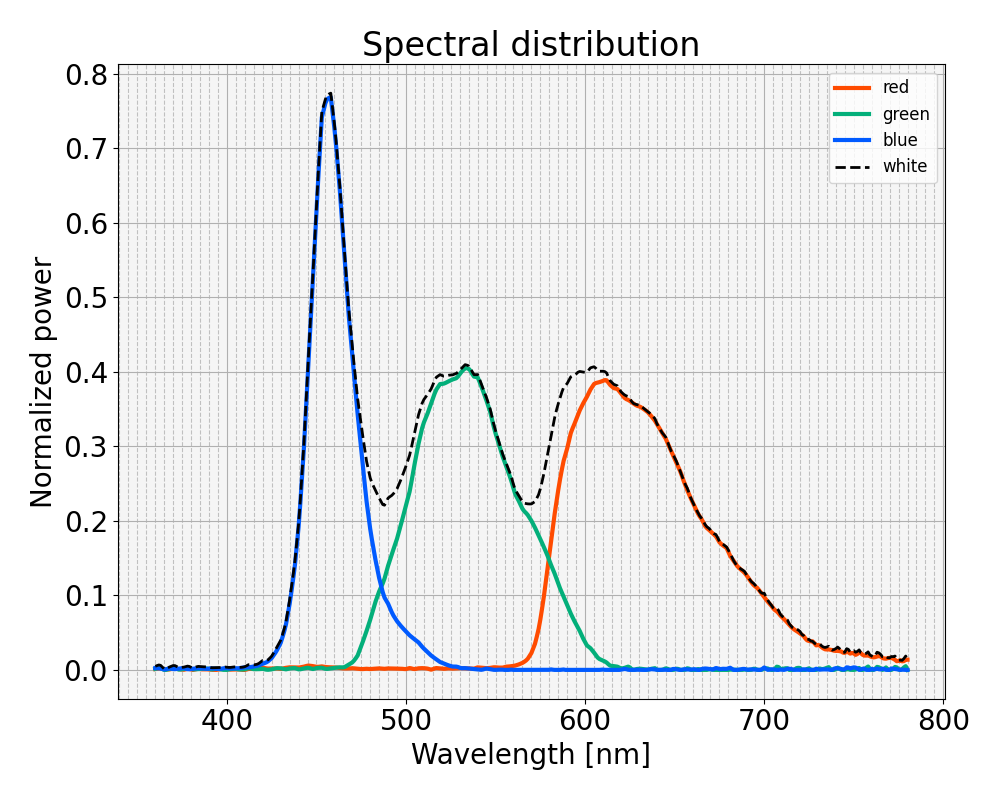 Spectral distribution
red
green
blue
white
Normalized power
0.8
0.7
0.6
0.5
0.4
0.3
0.2
0.1
0.0
400 500 600 700 800
Wavelength [nm]